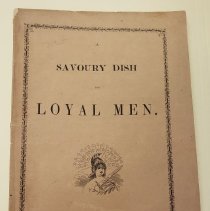 A
SAVOURY DISH
FOR
LOYAL MEN.